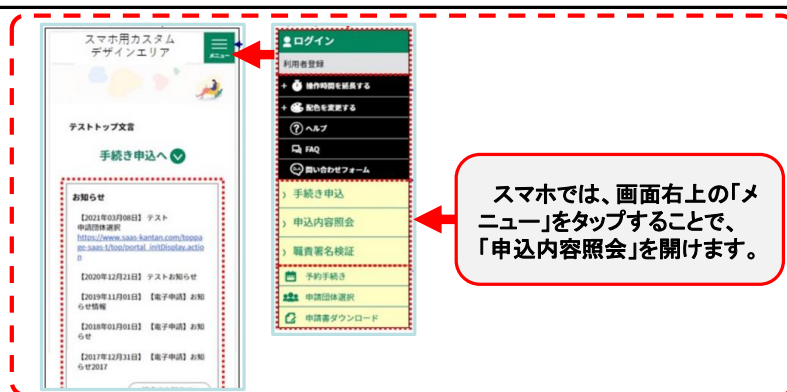 スマホ用カスタム
デザインエリア
メニュー
テストトップ文言
手続き申込へ
お知らせ
【2021年03月08日】 テスト
申請団体選択
https://www.saas-kantan.com/toppa
ge-saas-t/top/portal_initDisplay.actio
n
【2020年12月21日】 テストお知らせ
【2019年11月01日】 【電子申請】お知
らせ情報
【2018年01月01日】 【電子申請】お知
らせ
【2017年12月31日】 【電子申請】お知
らせ2017
ログイン
利用者登録
+ 操作時間を延長する
+ 配色を変更する
? ヘルプ
FAQ
問い合わせフォーム
› 手続き申込
› 申込内容照会
› 職責署名検証
予約手続き
申請団体選択
申請書ダウンロード
スマホでは、画面右上の「メ
ニュー」をタップすることで、
「申込内容照会」を開けます。